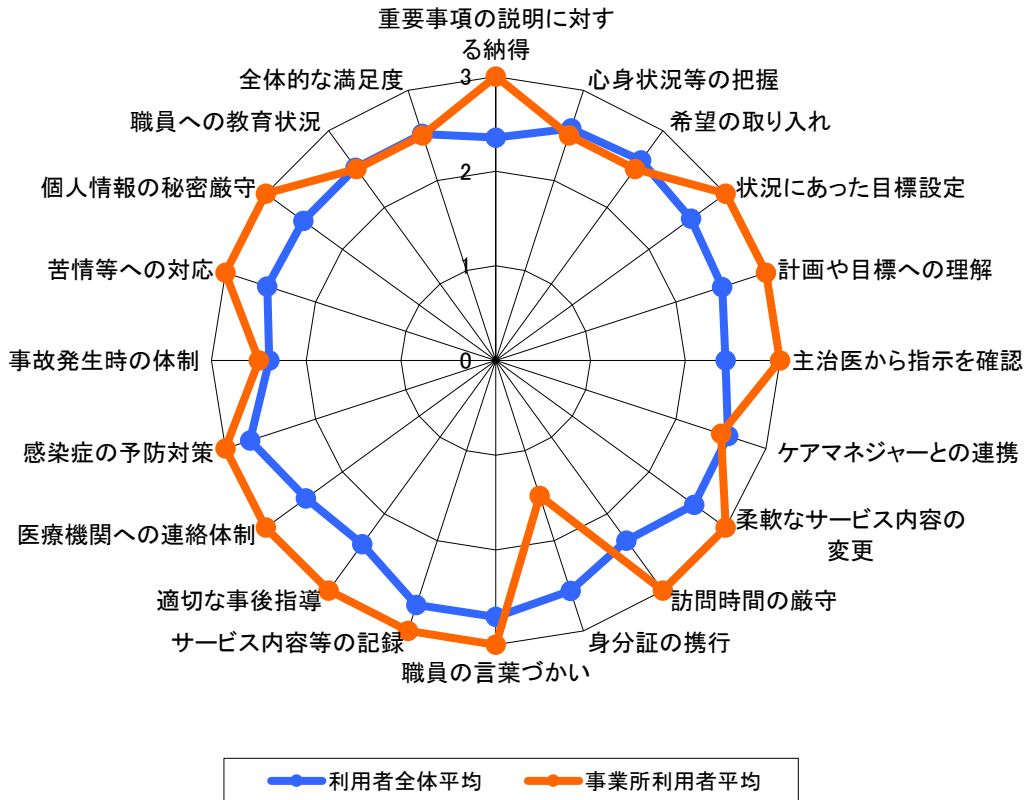 重要事項の説明に対す
る納得
心身状況等の把握
希望の取り入れ
状況にあった目標設定
計画や目標への理解
主治医から指示を確認
ケアマネジャーとの連携
柔軟なサービス内容の
変更
訪問時間の厳守
身分証の携行
職員の言葉づかい
サービス内容等の記録
適切な事後指導
医療機関への連絡体制
感染症の予防対策
事故発生時の体制
苦情等への対応
個人情報の秘密厳守
職員への教育状況
全体的な満足度
3
2
1
0
利用者全体平均
事業所利用者平均